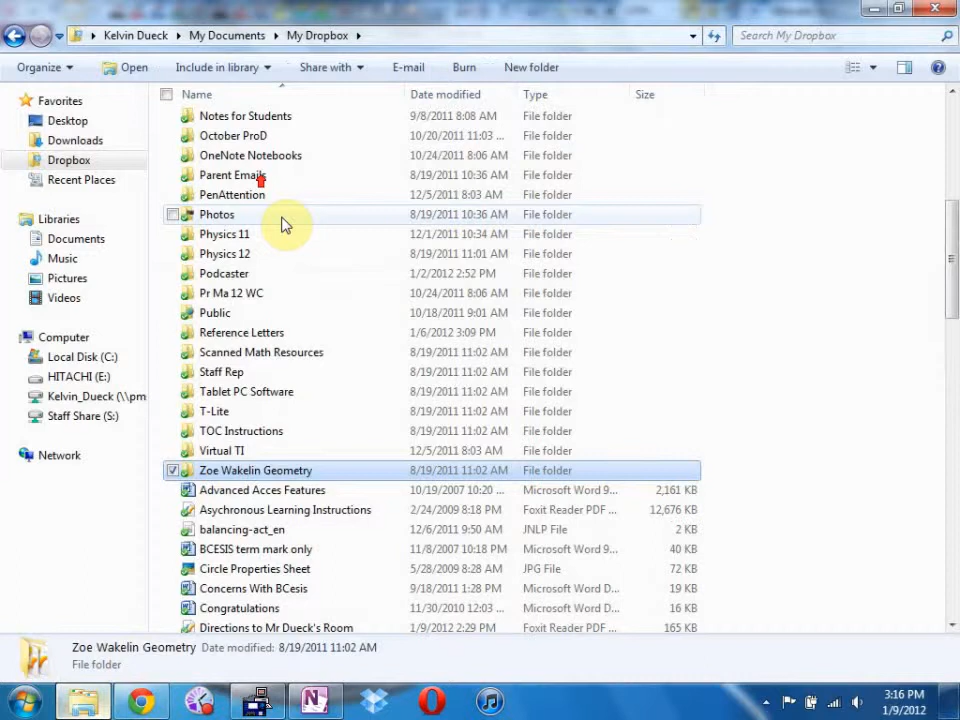 Kelvin Dueck ▸ My Documents ▸ My Dropbox ▸
Search My Dropbox
Organize Open Include in library Share with E-mail Burn New folder
Name Date modified Type Size
Favorites
Desktop
Downloads
Dropbox
Recent Places
Libraries
Documents
Music
Pictures
Videos
Computer
Local Disk (C:)
HITACHI (E:)
Kelvin_Dueck (\\pm
Staff Share (S:)
Network
Notes for Students 9/8/2011 8:08 AM File folder
October ProD 10/20/2011 11:03 ... File folder
OneNote Notebooks 10/24/2011 8:06 AM File folder
Parent Emails 8/19/2011 10:36 AM File folder
PenAttention 12/5/2011 8:03 AM File folder
Photos 8/19/2011 10:36 AM File folder
Physics 11 12/1/2011 10:34 AM File folder
Physics 12 8/19/2011 11:01 AM File folder
Podcaster 1/2/2012 2:52 PM File folder
Pr Ma 12 WC 10/24/2011 8:06 AM File folder
Public 10/18/2011 9:01 AM File folder
Reference Letters 1/6/2012 3:09 PM File folder
Scanned Math Resources 8/19/2011 11:02 AM File folder
Staff Rep 8/19/2011 11:02 AM File folder
Tablet PC Software 8/19/2011 11:02 AM File folder
T-Lite 8/19/2011 11:02 AM File folder
TOC Instructions 8/19/2011 11:02 AM File folder
Virtual TI 12/5/2011 8:03 AM File folder
Zoe Wakelin Geometry 8/19/2011 11:02 AM File folder
Advanced Acces Features 10/19/2007 10:20 ... Microsoft Word 9... 2,161 KB
Asychronous Learning Instructions 2/24/2009 8:18 PM Foxit Reader PDF ... 12,676 KB
balancing-act_en 12/6/2011 9:50 AM JNLP File 2 KB
BCESIS term mark only 11/8/2007 10:18 PM Microsoft Word 9... 40 KB
Circle Properties Sheet 5/28/2009 8:28 AM JPG File 72 KB
Concerns With BCesis 9/18/2011 1:28 PM Microsoft Word D... 19 KB
Congratulations 11/30/2010 12:03 ... Microsoft Word D... 16 KB
Directions to Mr Dueck's Room 1/9/2012 2:29 PM Foxit Reader PDF ... 165 KB
Zoe Wakelin Geometry Date modified: 8/19/2011 11:02 AM
File folder
3:16 PM
1/9/2012